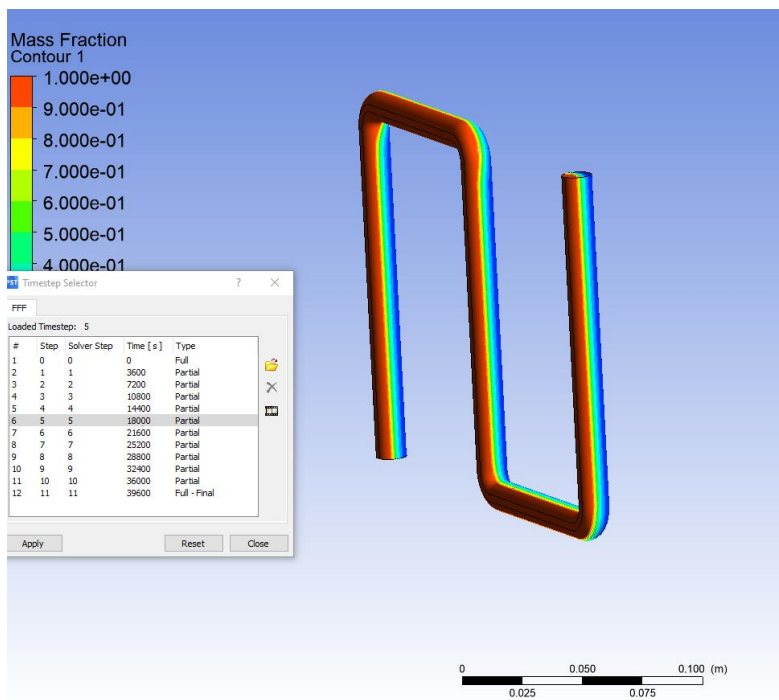 Mass Fraction
Contour 1
1.000e+00
9.000e-01
8.000e-01
7.000e-01
6.000e-01
5.000e-01
4.000e-01
PST Timestep Selector ? ×
FFF
Loaded Timestep: 5
# Step Solver Step Time [ s ] Type
1 0 0 0 Full
2 1 1 3600 Partial
3 2 2 7200 Partial
4 3 3 10800 Partial
5 4 4 14400 Partial
6 5 5 18000 Partial
7 6 6 21600 Partial
8 7 7 25200 Partial
9 8 8 28800 Partial
10 9 9 32400 Partial
11 10 10 36000 Partial
12 11 11 39600 Full - Final
Apply Reset Close
0 0.050 0.100 (m)
0.025 0.075